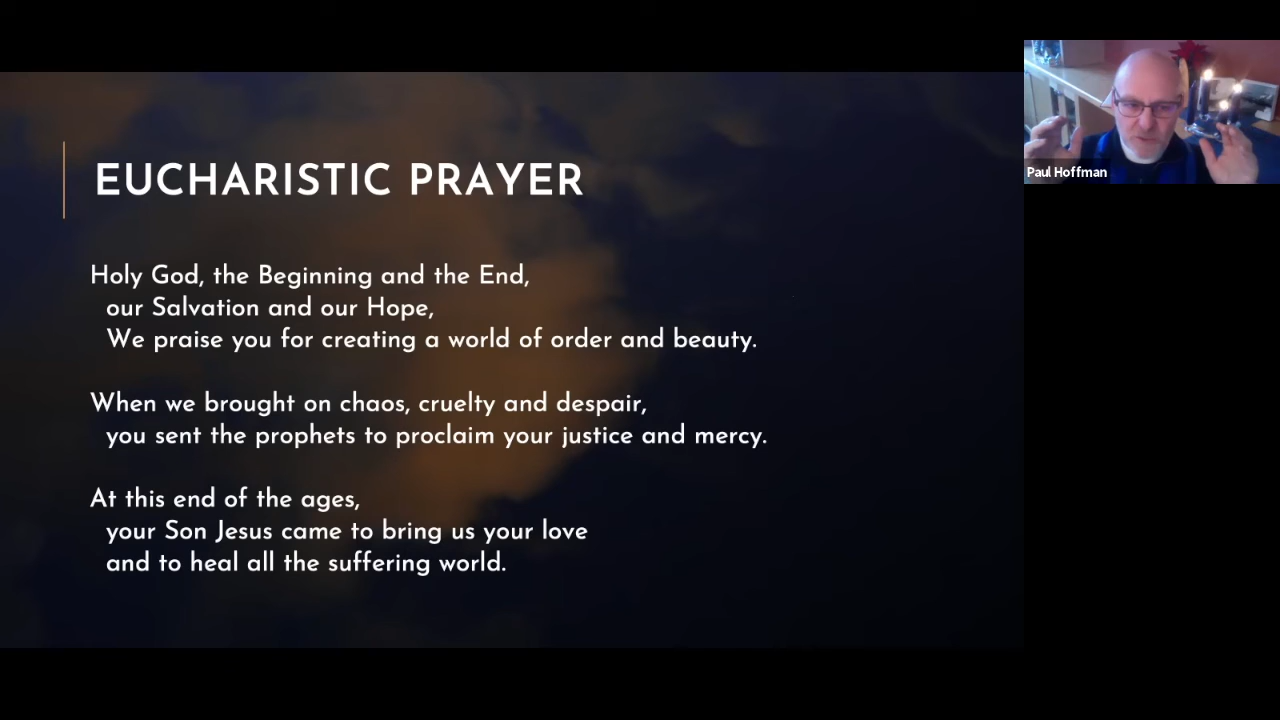 EUCHARISTIC PRAYER
Holy God, the Beginning and the End,
our Salvation and our Hope,
We praise you for creating a world of order and beauty.
When we brought on chaos, cruelty and despair,
you sent the prophets to proclaim your justice and mercy.
At this end of the ages,
your Son Jesus came to bring us your love
and to heal all the suffering world.
Paul Hoffman